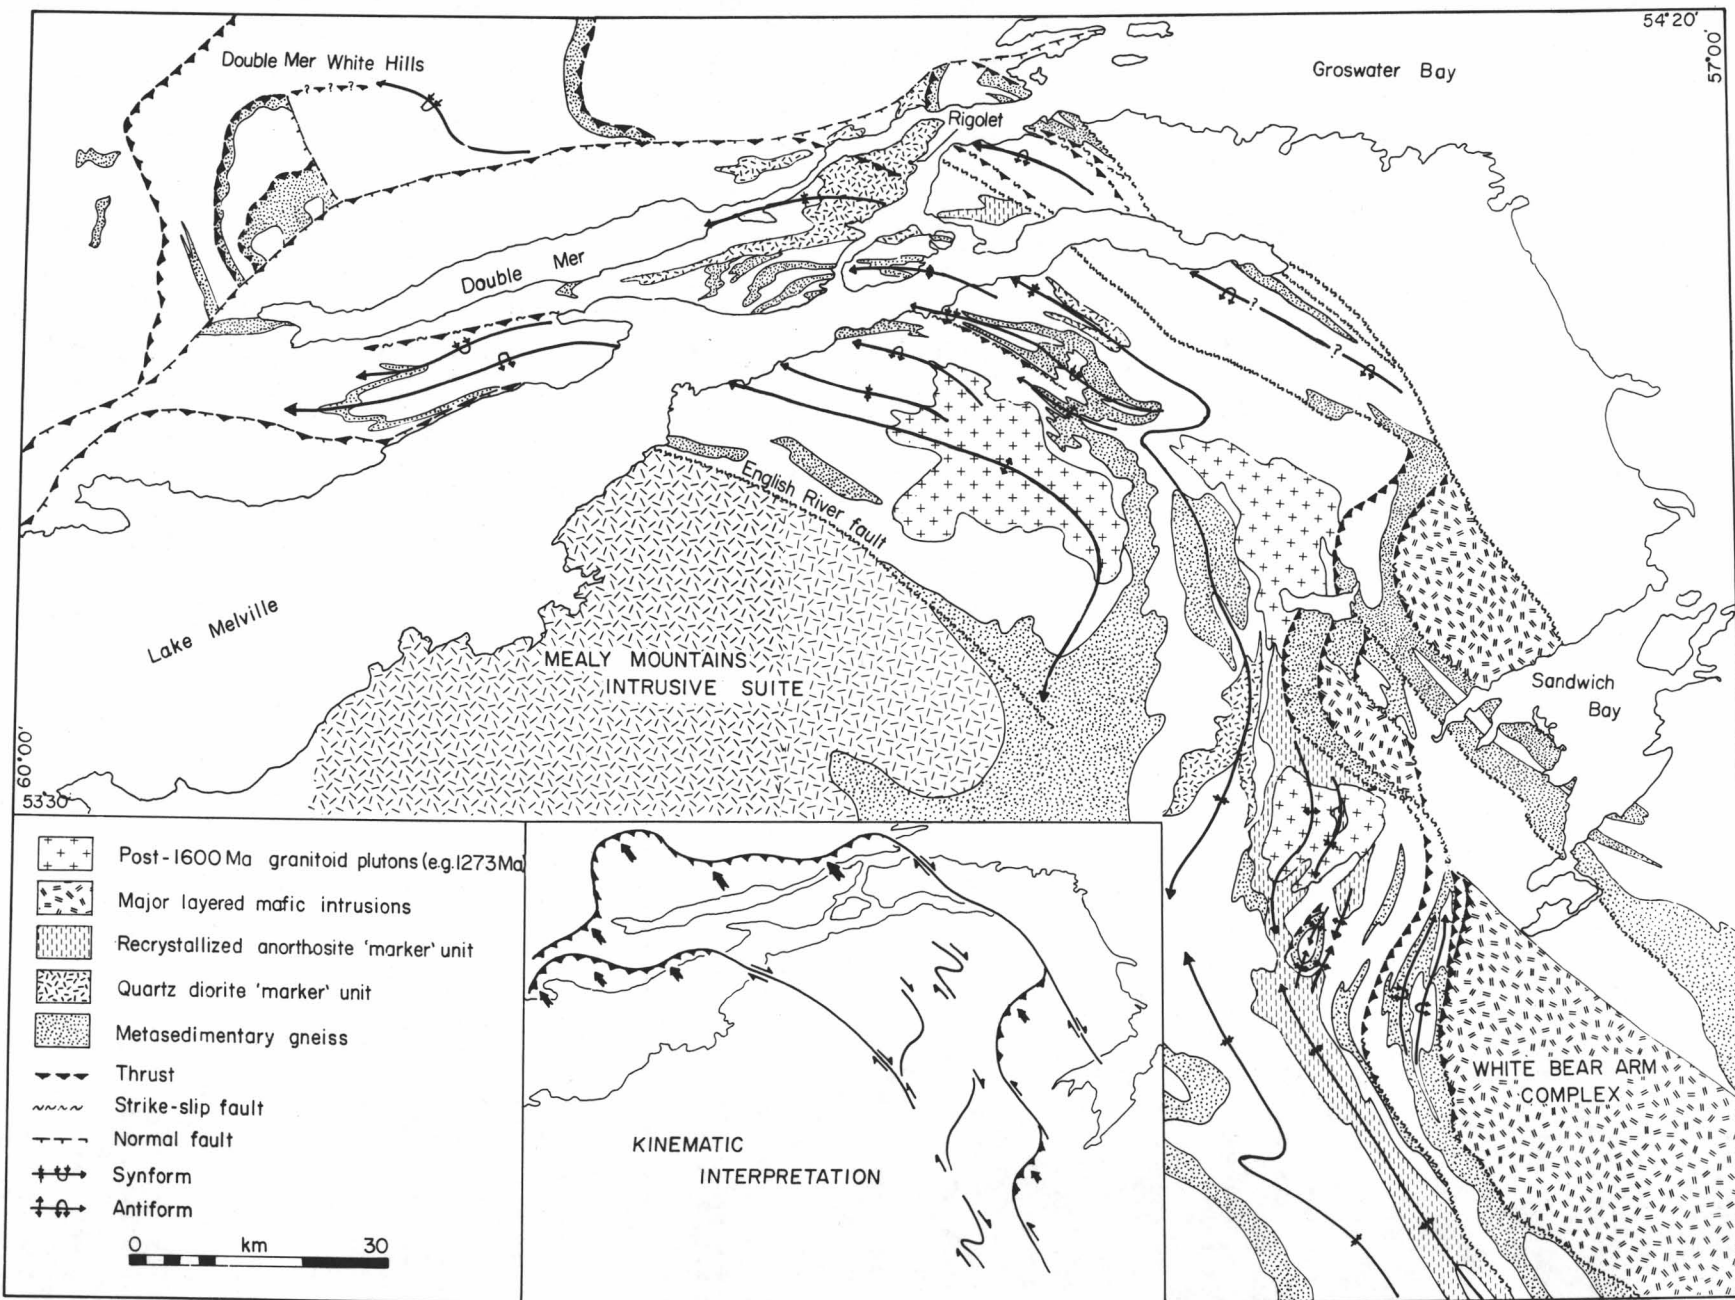 54°20'
57°00'
Double Mer White Hills
? ? ?
Groswater Bay
Rigolet
Double Mer
?
?
English River fault
Lake Melville
MEALY MOUNTAINS
INTRUSIVE SUITE
Sandwich
Bay
60°00'
53°30'
Post-1600Ma granitoid plutons (e.g.1273Ma)
Major layered mafic intrusions
Recrystallized anorthosite 'marker' unit
Quartz diorite 'marker' unit
Metasedimentary gneiss
Thrust
Strike-slip fault
Normal fault
Synform
Antiform
0 km 30
KINEMATIC
INTERPRETATION
WHITE BEAR ARM
COMPLEX